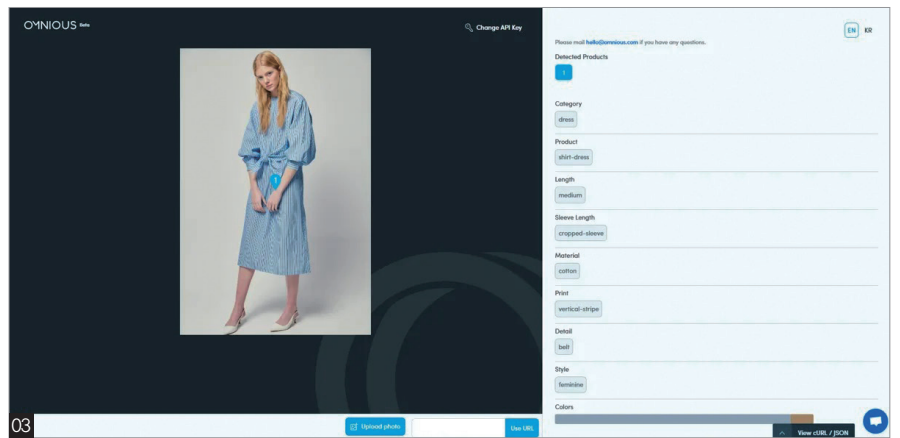 OMNIOUS Beta
Change API Key
EN KR
Please mail hello@omnious.com if you have any questions.
Detected Products
1
Category
dress
Product
shirt-dress
Length
medium
Sleeve Length
cropped-sleeve
Material
cotton
Print
vertical-stripe
Detail
belt
Style
feminine
Colors
1
03
Upload photo
Use URL
View cURL / JSON